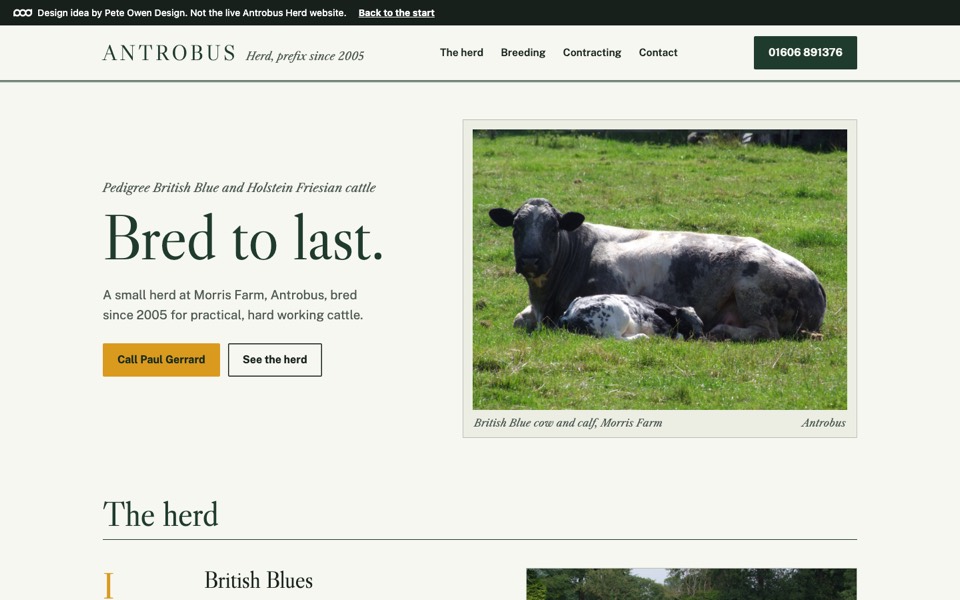 Design idea by Pete Owen Design. Not the live Antrobus Herd website. Back to the start
ANTROBUS Herd, prefix since 2005
The herd Breeding Contracting Contact
01606 891376
Pedigree British Blue and Holstein Friesian cattle
Bred to last.
A small herd at Morris Farm, Antrobus, bred
since 2005 for practical, hard working cattle.
Call Paul Gerrard See the herd
British Blue cow and calf, Morris Farm Antrobus
The herd
I British Blues